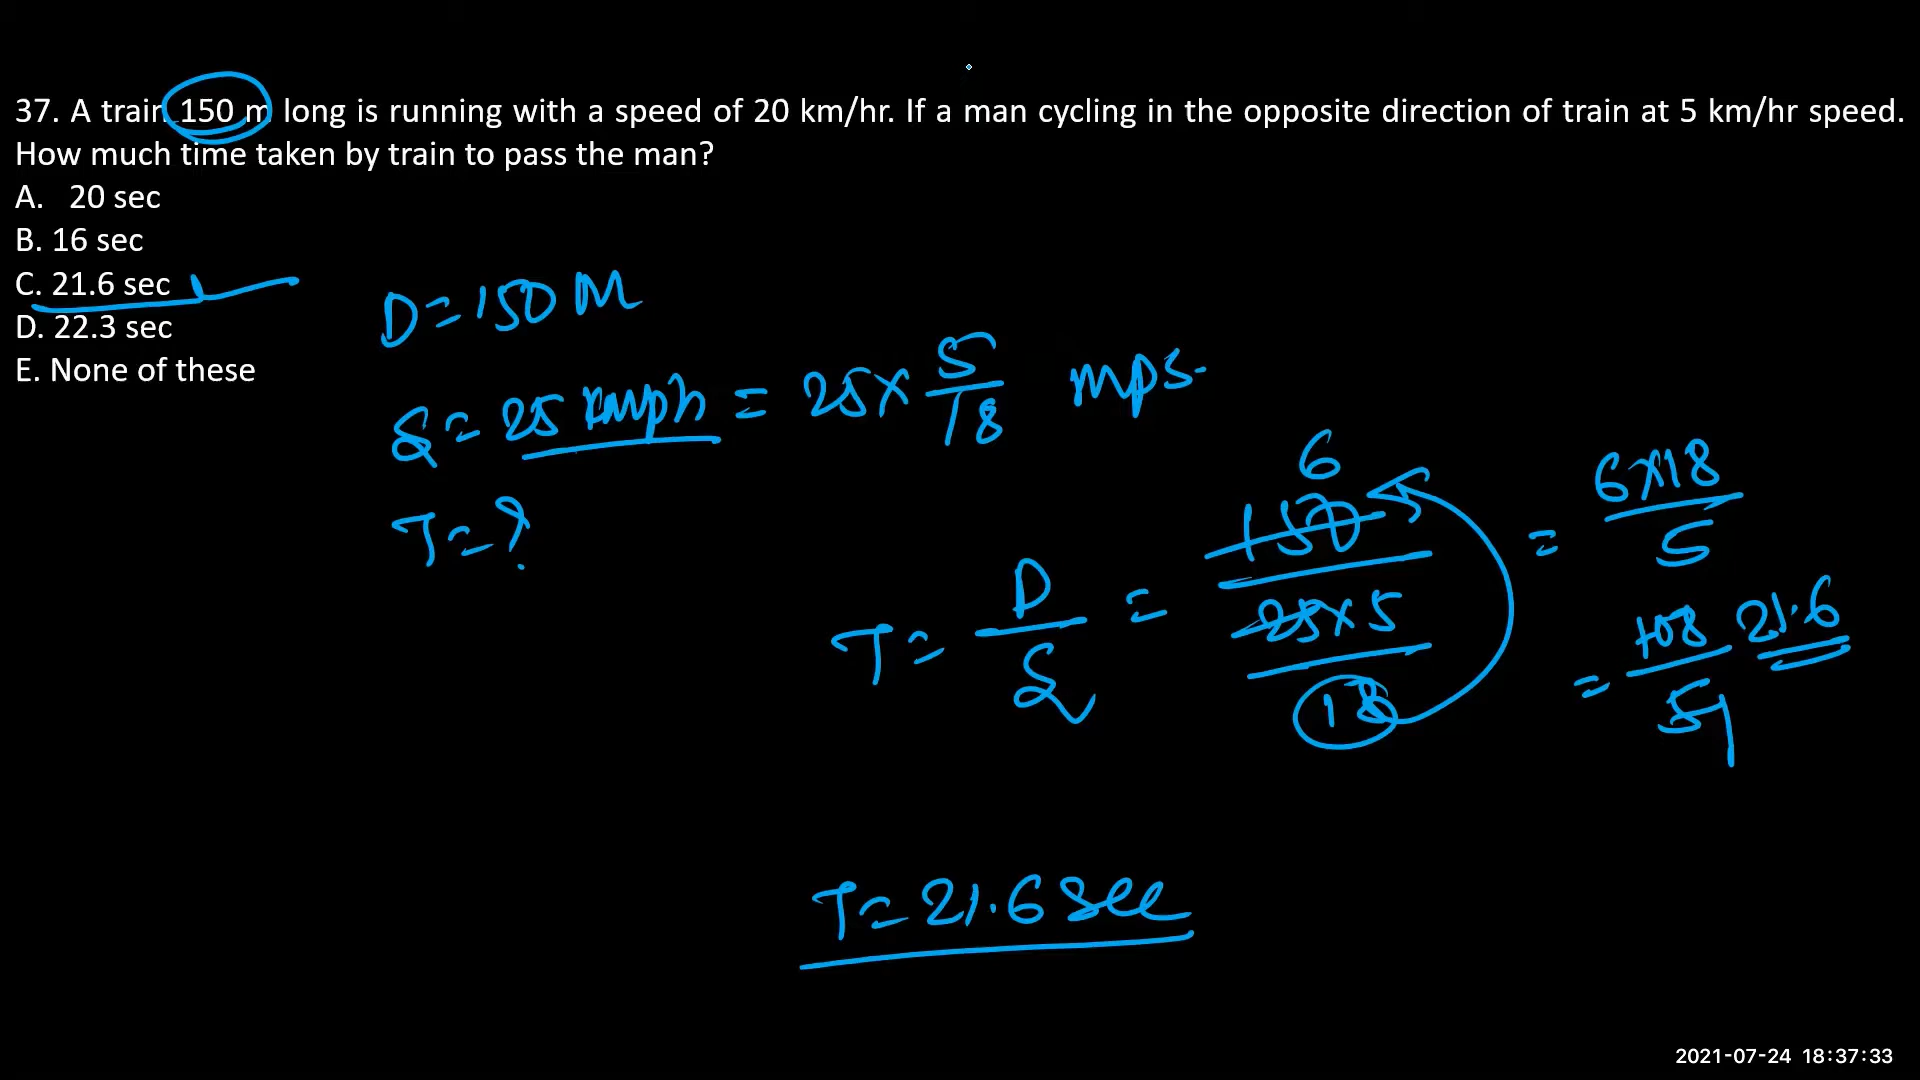 37. A train 150 m long is running with a speed of 20 km/hr. If a man cycling in the opposite direction of train at 5 km/hr speed.
How much time taken by train to pass the man?
A. 20 sec
B. 16 sec
C. 21.6 sec
D. 22.3 sec
E. None of these
D = 150 M
S = 25 kmph = 25 × 5/18 mps.
T = ?
6
T = D/S = 150/(25 × 5/18) = 6×18/5
= 108/5 21.6
T = 21.6 sec
2021-07-24 18:37:33